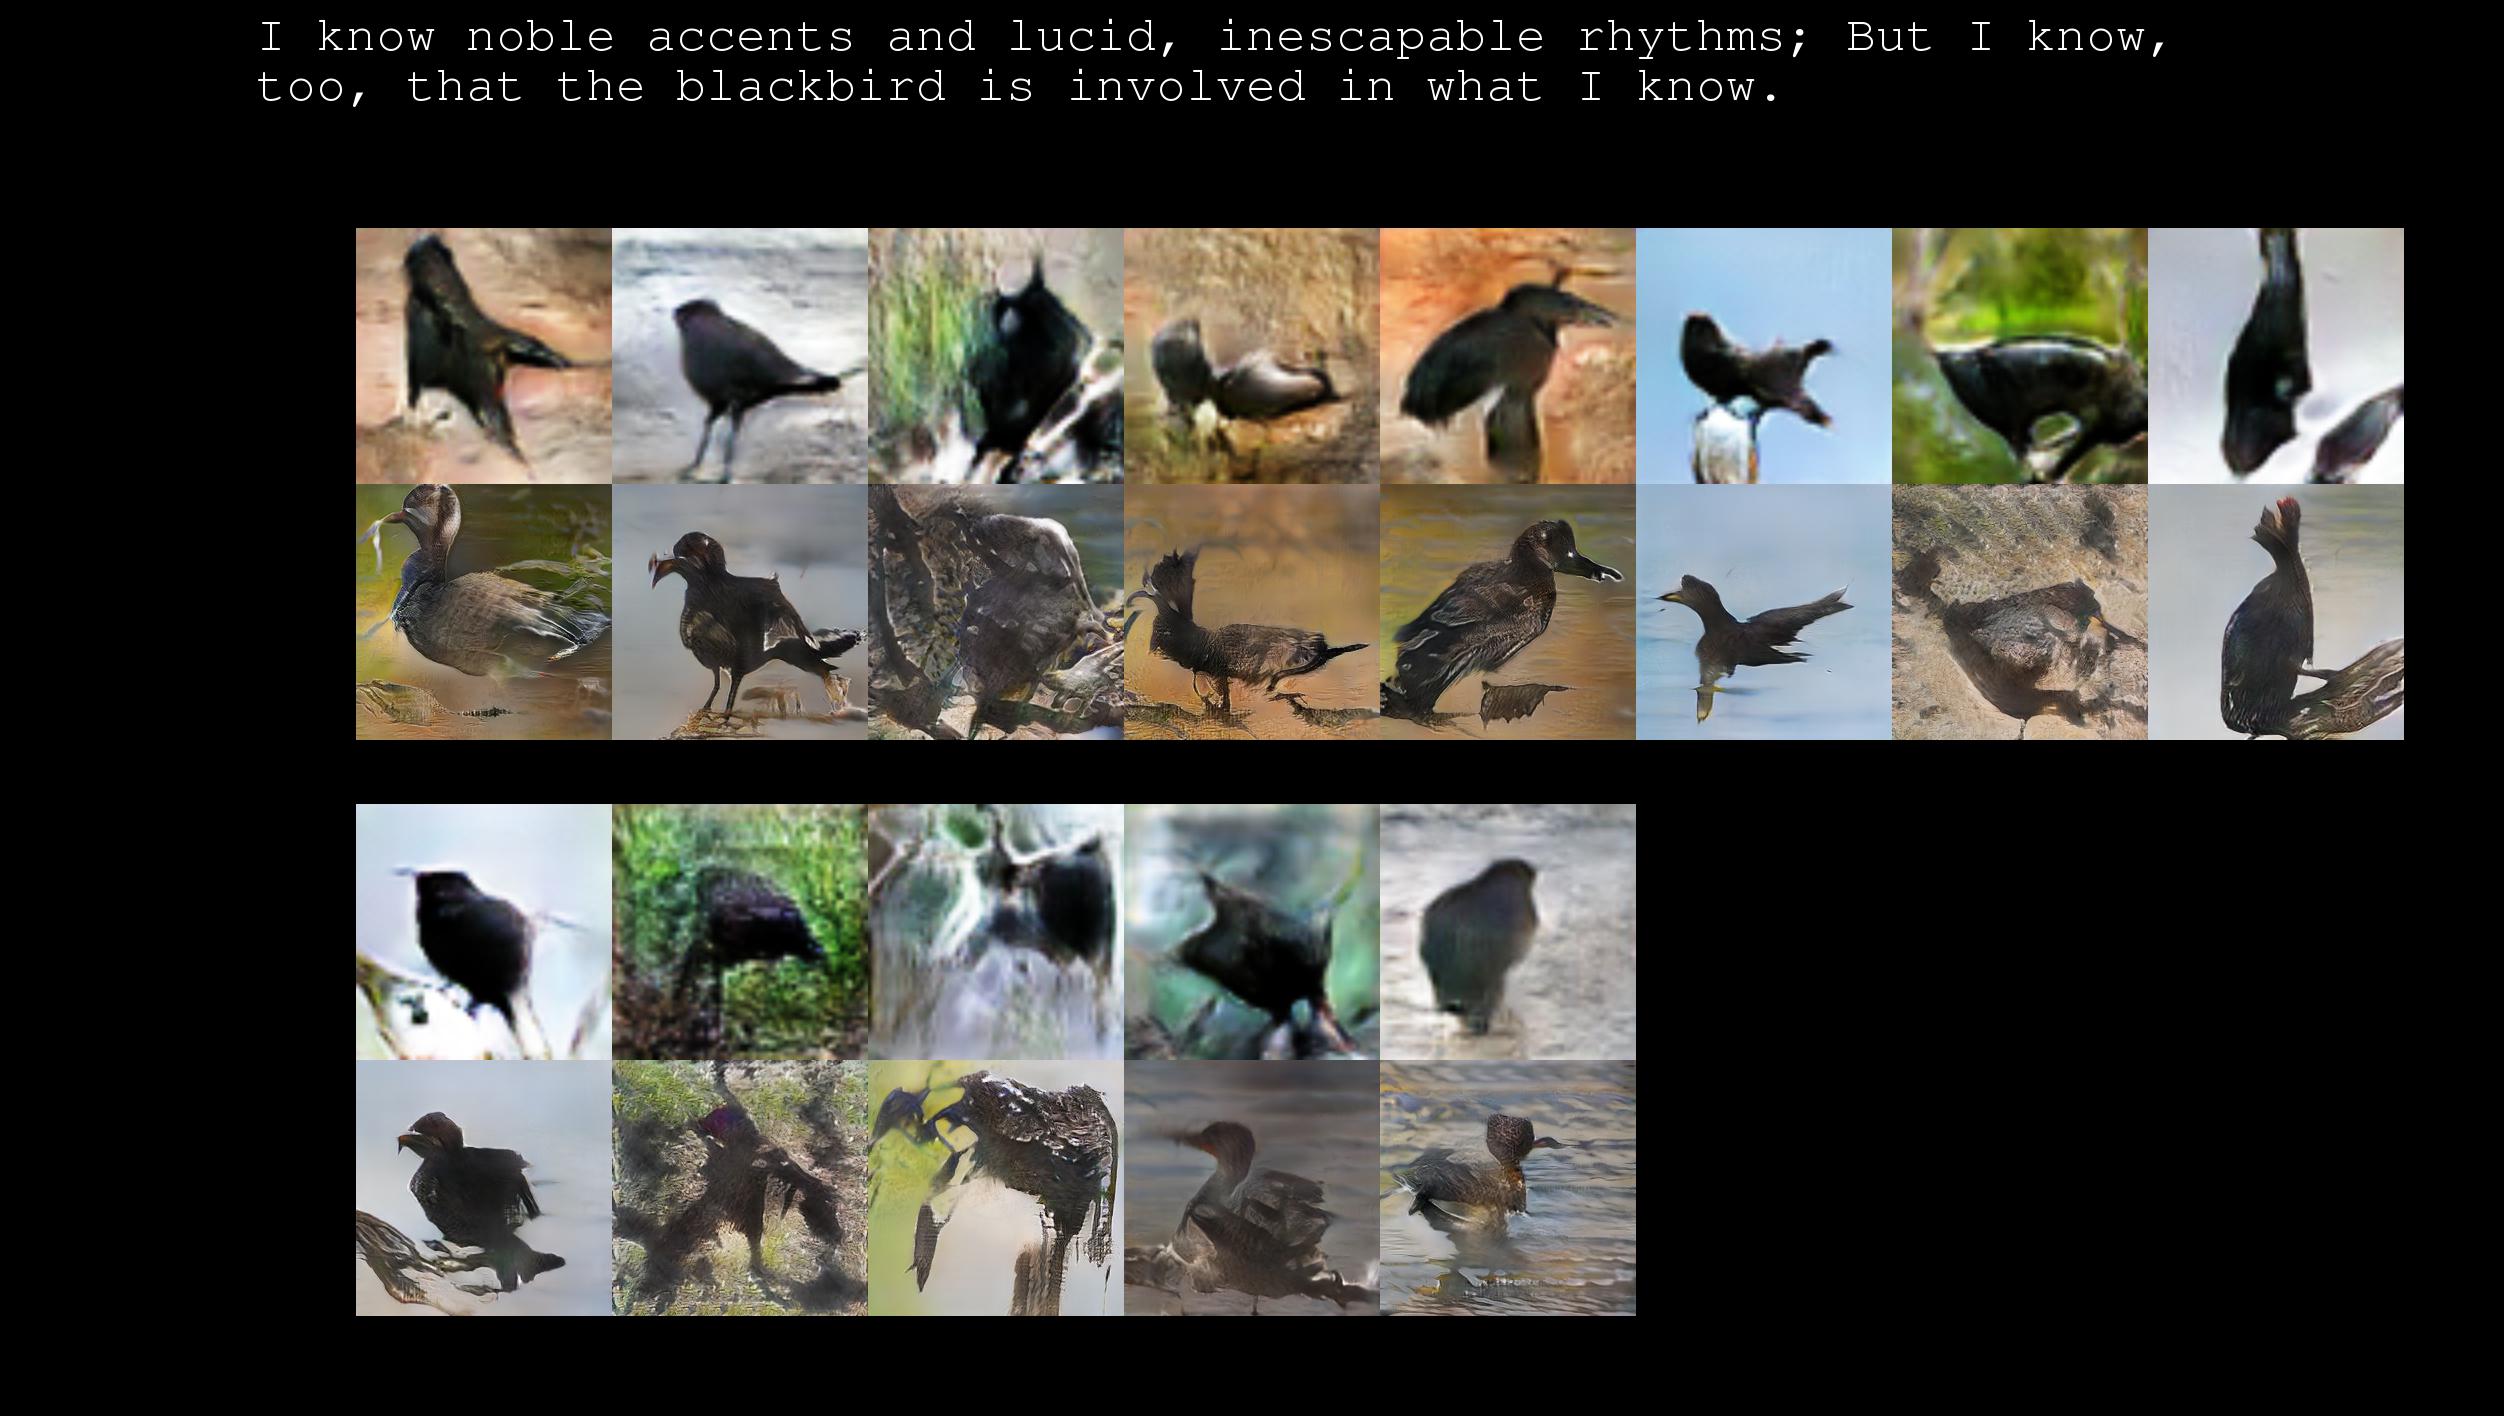 I know noble accents and lucid, inescapable rhythms; But I know,
too, that the blackbird is involved in what I know.